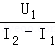 U₁
I₂ − I₁